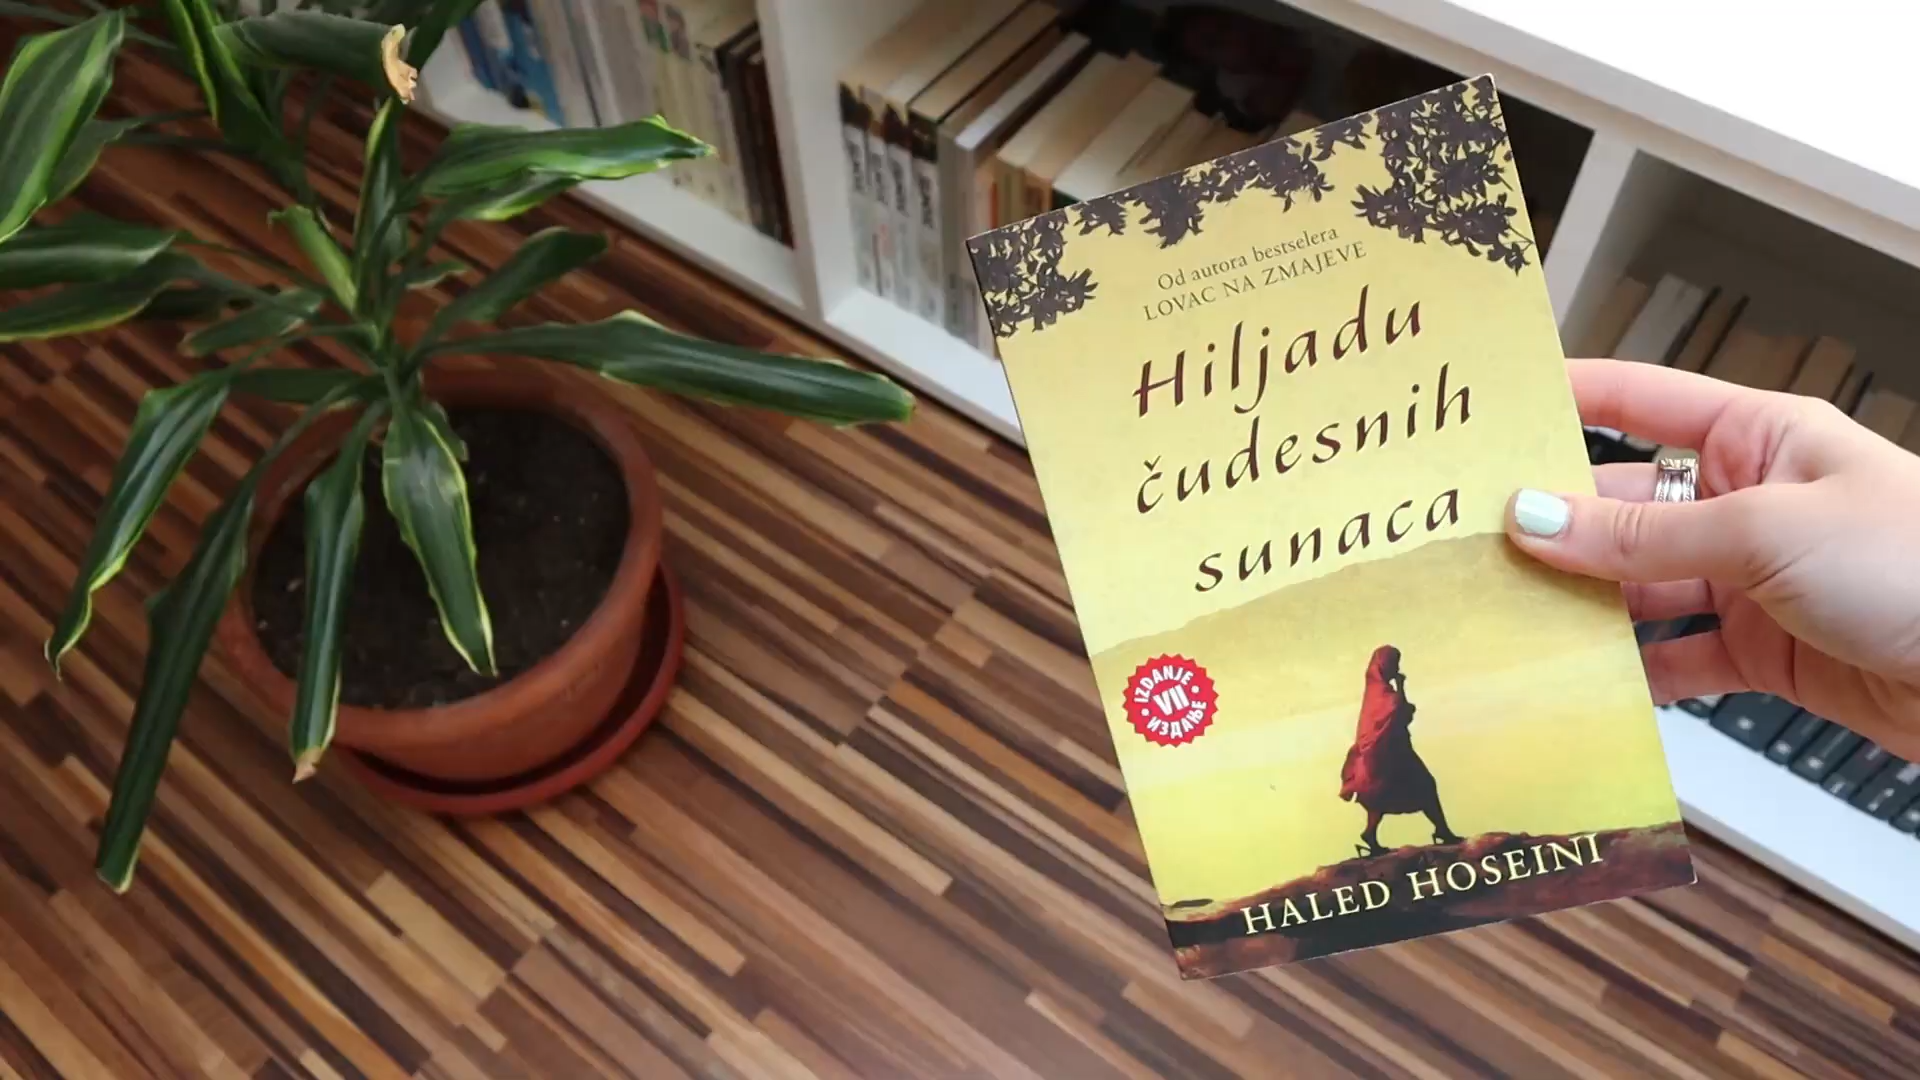 Od autora bestselera
LOVAC NA ZMAJEVE
Hiljadu
čudesnih
sunaca
IZDANJE
VII
ИЗДАЊЕ
HALED HOSEINI